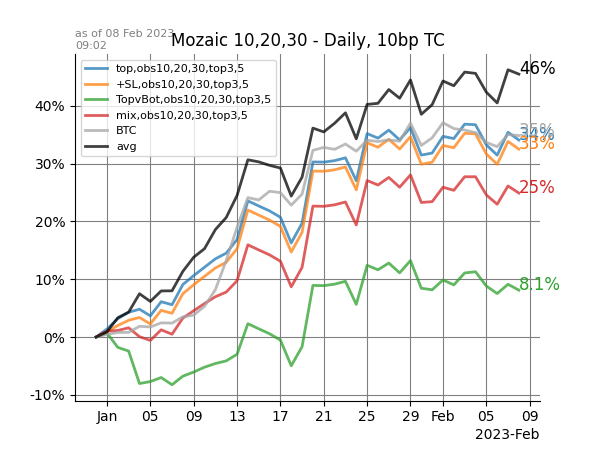 as of 08 Feb 2023
09:02
Mozaic 10,20,30 - Daily, 10bp TC
top,obs10,20,30,top3,5
+SL,obs10,20,30,top3,5
TopvBot,obs10,20,30,top3,5
mix,obs10,20,30,top3,5
BTC
avg
46%
35%
34%
33%
25%
8.1%
40%
30%
20%
10%
0%
-10%
Jan 05 09 13 17 21 25 29 Feb 05 09
2023-Feb